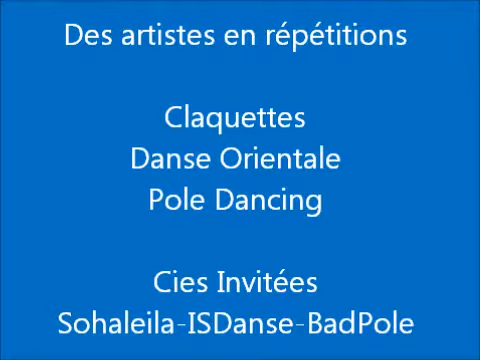 Des artistes en répétitions
Claquettes
Danse Orientale
Pole Dancing
Cies Invitées
Sohaleila-ISDanse-BadPole